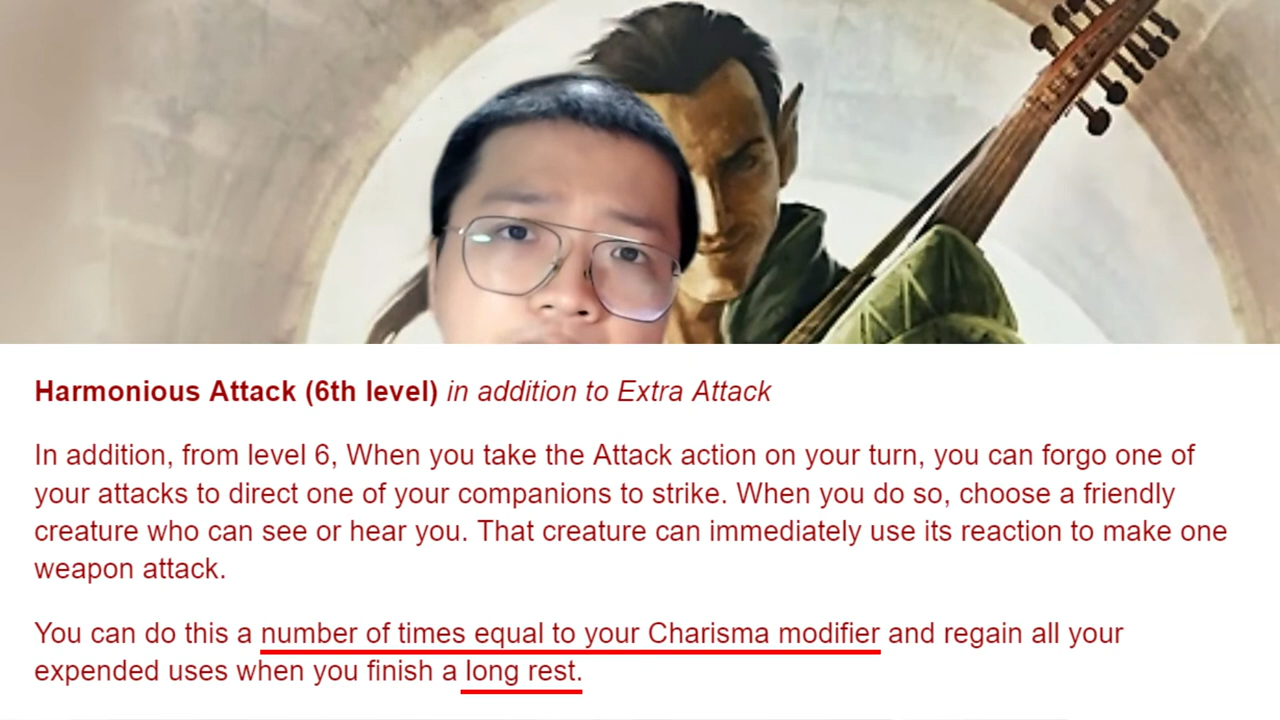 Harmonious Attack (6th level) in addition to Extra Attack
In addition, from level 6, When you take the Attack action on your turn, you can forgo one of
your attacks to direct one of your companions to strike. When you do so, choose a friendly
creature who can see or hear you. That creature can immediately use its reaction to make one
weapon attack.
You can do this a number of times equal to your Charisma modifier and regain all your
expended uses when you finish a long rest.